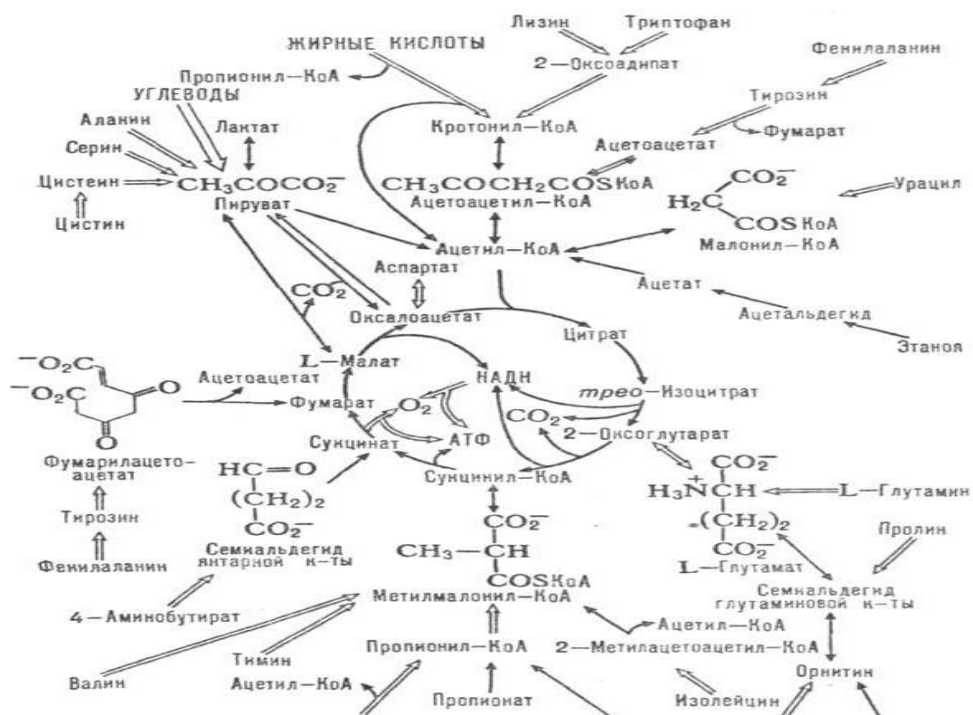 Лизин Триптофан
ЖИРНЫЕ КИСЛОТЫ
Фенилаланин
Пропионил—КоА
2—Оксоадипат
УГЛЕВОДЫ
Тирозин
Аланин
Лактат
Кротонил—КоА
Фумарат
Серин
Ацетоацетат
CO₂⁻
Цистеин
CH₃COCO₂⁻
CH₃COCH₂COSКоА
H₂C
Урацил
Пируват
Ацетоацетил—КоА
COSКоА
Цистин
Малонил—КоА
Ацетил—КоА
Аспартат
Ацетат
CO₂⁻
Оксалоацетат
Ацетальдегид
Цитрат
Этанол
L—Малат
⁻O₂C
Ацетоацетат
НАДН
трео—Изоцитрат
⁻O₂C
O
Фумарат
O₂
CO₂
2—Оксоглутарат
O
Сукцинат
АТФ
Фумарилацето-
ацетат
HC=O
Сукцинил—КоА
CO₂⁻
(CH₂)₂
H₃N⁺CH
L—Глутамин
Тирозин
CO₂⁻
CO₂⁻
(CH₂)₂
Пролин
CH₃—CH
CO₂⁻
Семиальдегид
янтарной к-ты
Фенилаланин
COSКоА
L—Глутамат
Метилмалонил—КоА
Семиальдегид
глутаминовой к-ты
4—Аминобутират
Ацетил—КоА
Тимин
Пропионил—КоА
2—Метилацетоацетил—КоА
Валин
Ацетил—КоА
Орнитин
Пропионат
Изолейцин